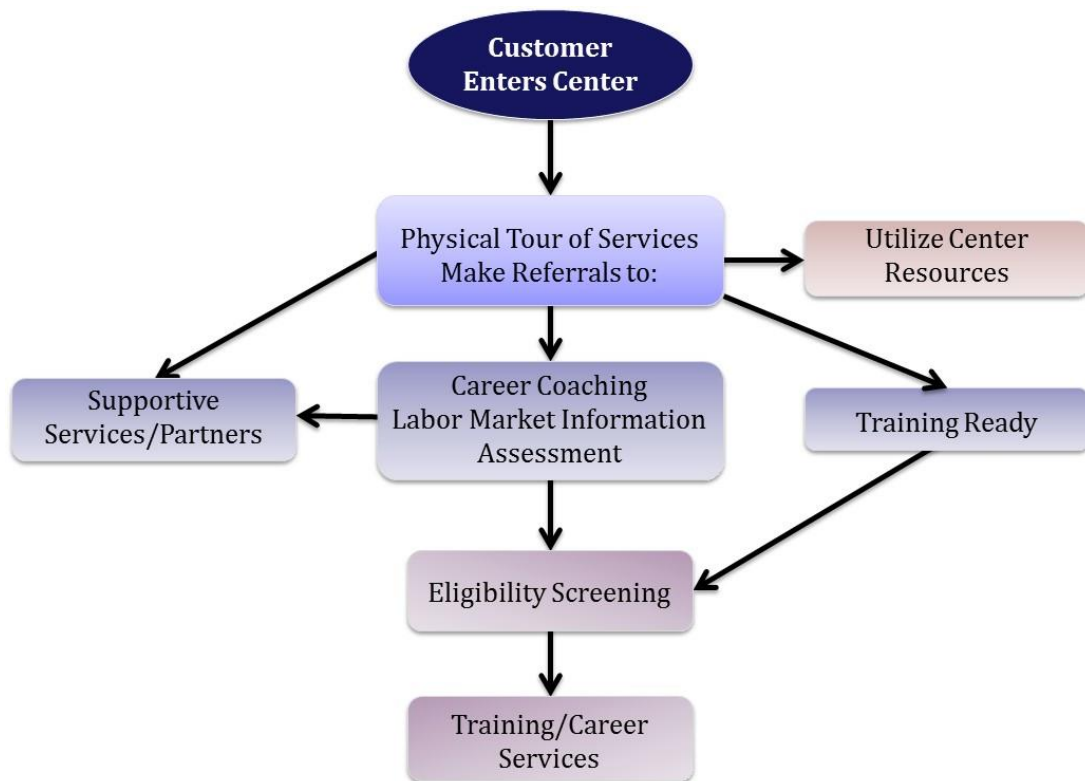 Customer
Enters Center
Physical Tour of Services
Make Referrals to:
Utilize Center
Resources
Supportive
Services/Partners
Career Coaching
Labor Market Information
Assessment
Training Ready
Eligibility Screening
Training/Career
Services